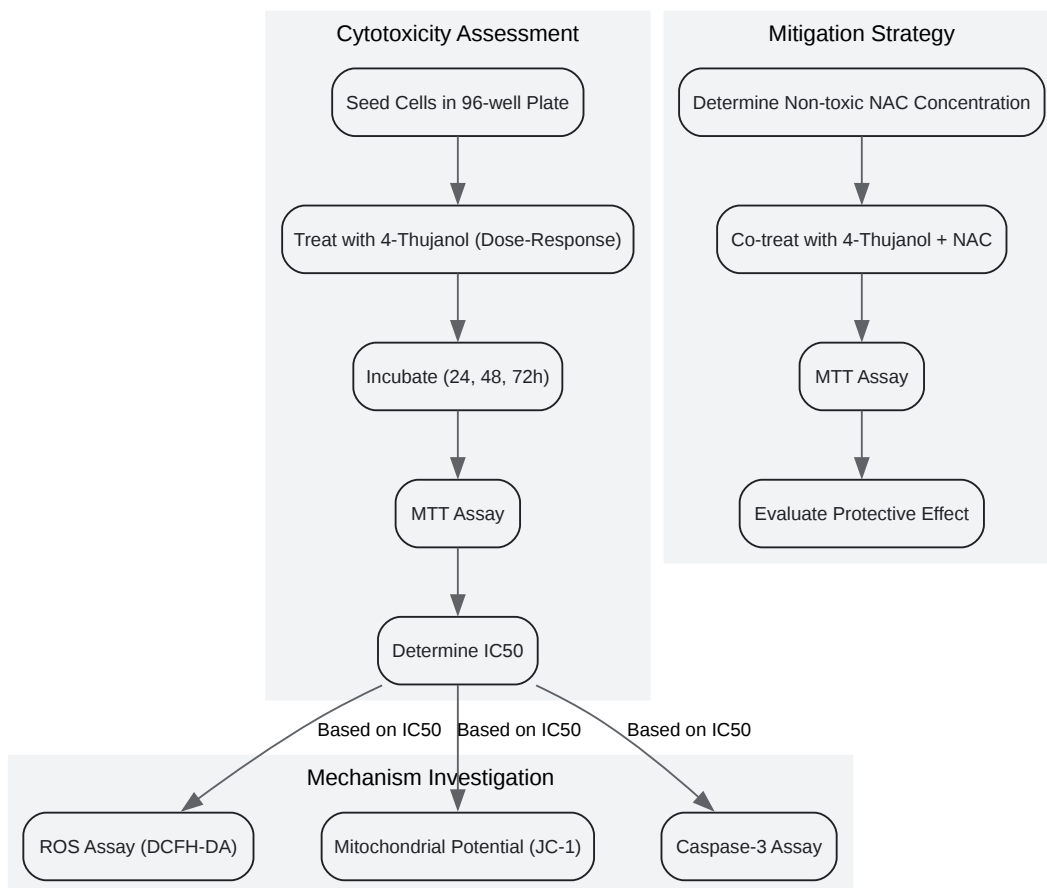 Cytotoxicity Assessment
Seed Cells in 96-well Plate
Treat with 4-Thujanol (Dose-Response)
Incubate (24, 48, 72h)
MTT Assay
Determine IC50
Mitigation Strategy
Determine Non-toxic NAC Concentration
Co-treat with 4-Thujanol + NAC
MTT Assay
Evaluate Protective Effect
Based on IC50
Based on IC50
Based on IC50
Mechanism Investigation
ROS Assay (DCFH-DA)
Mitochondrial Potential (JC-1)
Caspase-3 Assay